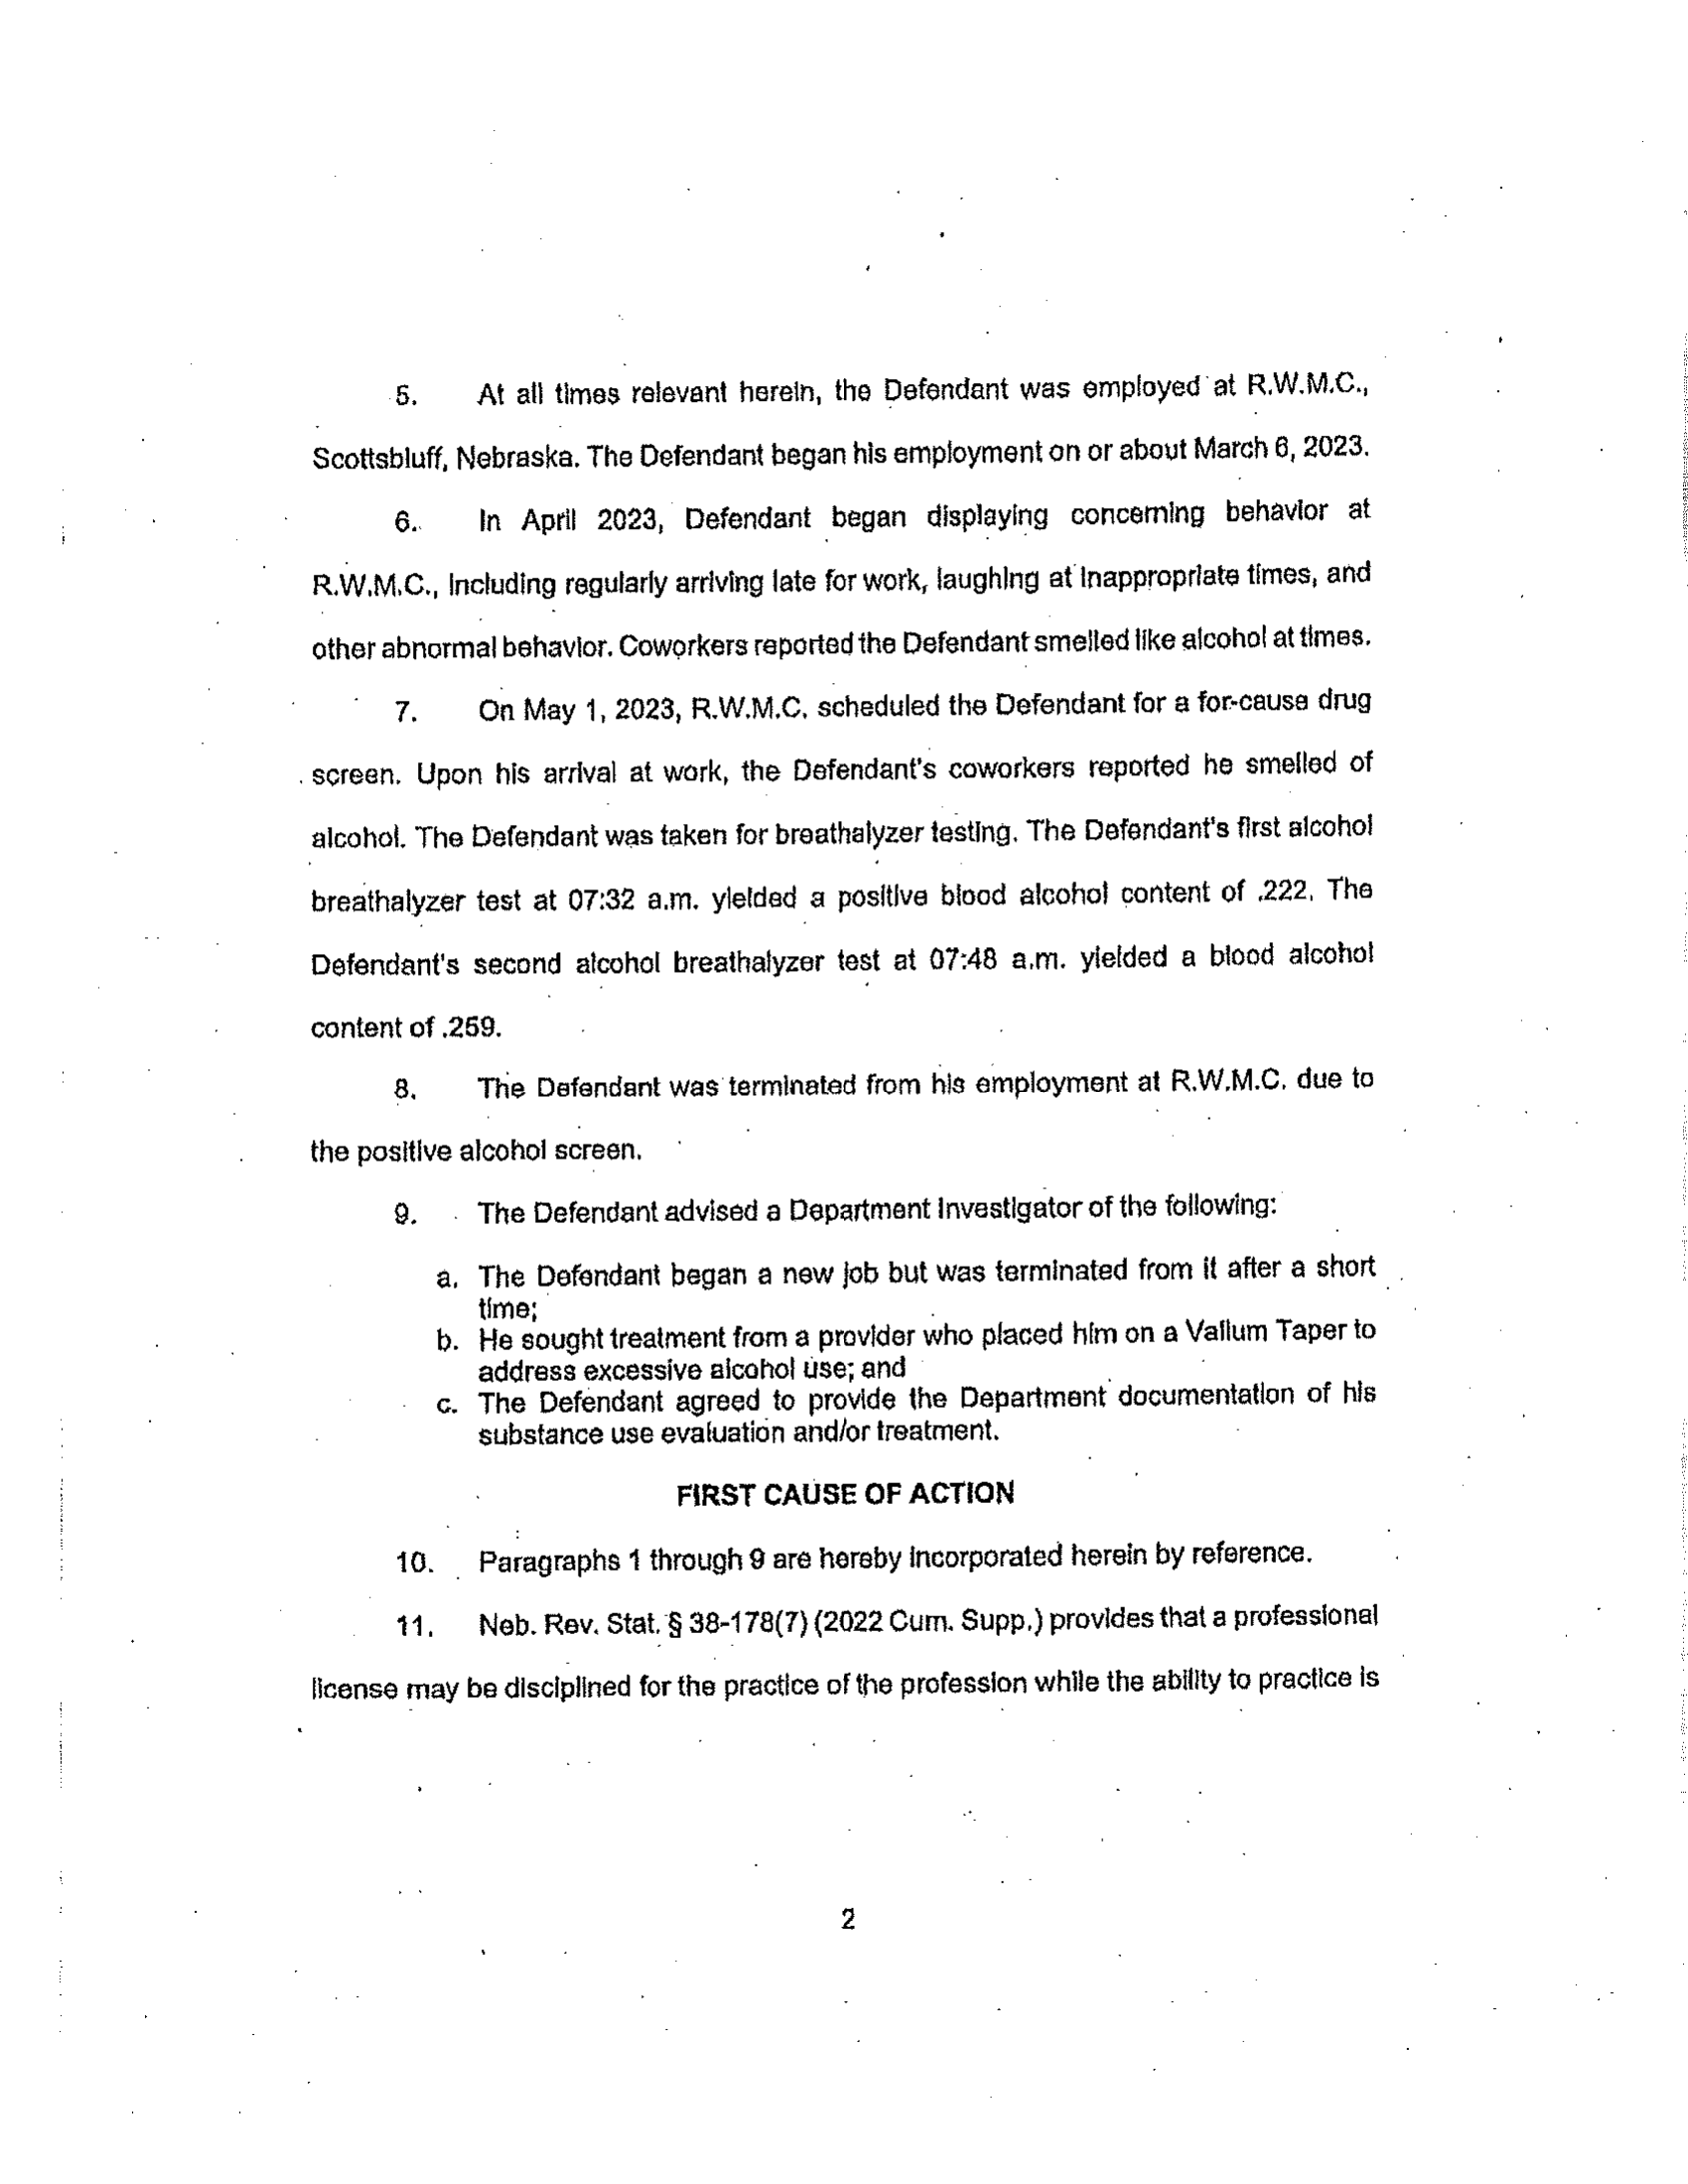 5. At all times relevant herein, the Defendant was employed at R.W.M.C.,
Scottsbluff, Nebraska. The Defendant began his employment on or about March 6, 2023.
6. In April 2023, Defendant began displaying concerning behavior at
R.W.M.C., including regularly arriving late for work, laughing at inappropriate times, and
other abnormal behavior. Coworkers reported the Defendant smelled like alcohol at times.
7. On May 1, 2023, R.W.M.C. scheduled the Defendant for a for-cause drug
screen. Upon his arrival at work, the Defendant's coworkers reported he smelled of
alcohol. The Defendant was taken for breathalyzer testing. The Defendant's first alcohol
breathalyzer test at 07:32 a.m. yielded a positive blood alcohol content of .222. The
Defendant's second alcohol breathalyzer test at 07:48 a.m. yielded a blood alcohol
content of .259.
8. The Defendant was terminated from his employment at R.W.M.C. due to
the positive alcohol screen.
9. The Defendant advised a Department Investigator of the following:
a. The Defendant began a new job but was terminated from it after a short
time;
b. He sought treatment from a provider who placed him on a Valium Taper to
address excessive alcohol use; and
c. The Defendant agreed to provide the Department documentation of his
substance use evaluation and/or treatment.
FIRST CAUSE OF ACTION
10. Paragraphs 1 through 9 are hereby incorporated herein by reference.
11. Neb. Rev. Stat. § 38-178(7) (2022 Cum. Supp.) provides that a professional
license may be disciplined for the practice of the profession while the ability to practice is
2